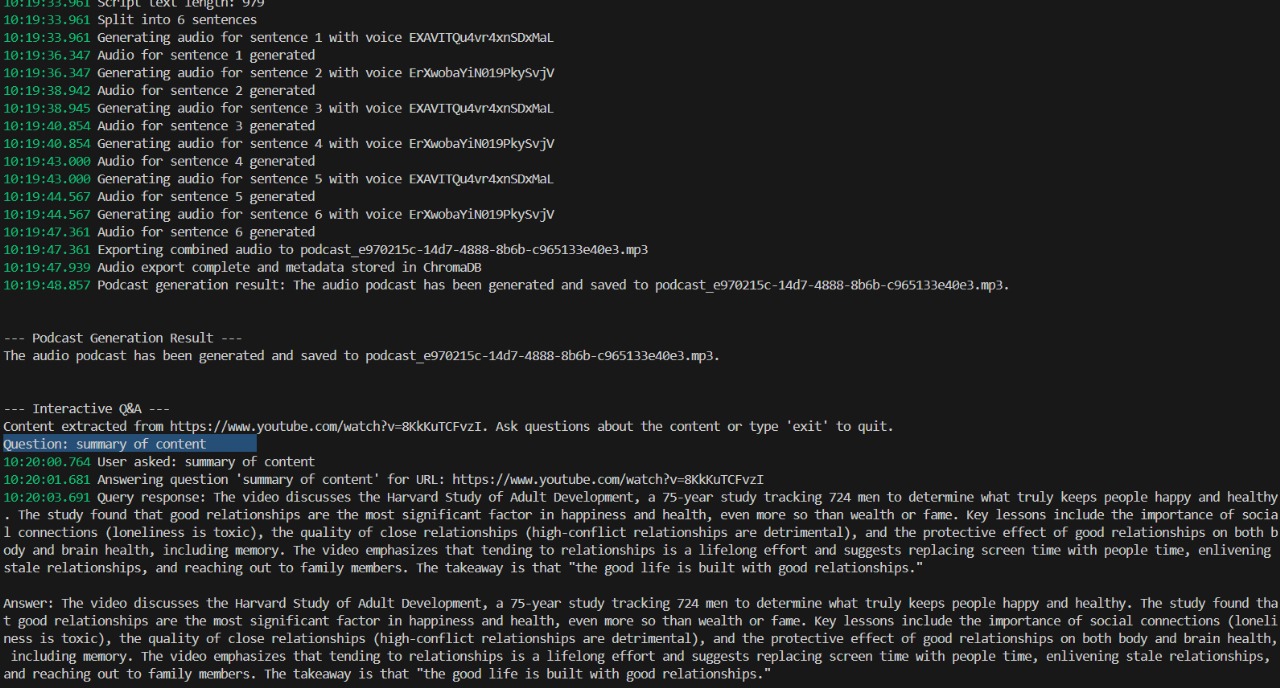 10:19:33.961 Script text length: 979
10:19:33.961 Split into 6 sentences
10:19:33.961 Generating audio for sentence 1 with voice EXAVITQu4vr4xnSDxMaL
10:19:36.347 Audio for sentence 1 generated
10:19:36.347 Generating audio for sentence 2 with voice ErXwobaYiN019PkySvjV
10:19:38.942 Audio for sentence 2 generated
10:19:38.945 Generating audio for sentence 3 with voice EXAVITQu4vr4xnSDxMaL
10:19:40.854 Audio for sentence 3 generated
10:19:40.854 Generating audio for sentence 4 with voice ErXwobaYiN019PkySvjV
10:19:43.000 Audio for sentence 4 generated
10:19:43.000 Generating audio for sentence 5 with voice EXAVITQu4vr4xnSDxMaL
10:19:44.567 Audio for sentence 5 generated
10:19:44.567 Generating audio for sentence 6 with voice ErXwobaYiN019PkySvjV
10:19:47.361 Audio for sentence 6 generated
10:19:47.361 Exporting combined audio to podcast_e970215c-14d7-4888-8b6b-c965133e40e3.mp3
10:19:47.939 Audio export complete and metadata stored in ChromaDB
10:19:48.857 Podcast generation result: The audio podcast has been generated and saved to podcast_e970215c-14d7-4888-8b6b-c965133e40e3.mp3.
--- Podcast Generation Result ---
The audio podcast has been generated and saved to podcast_e970215c-14d7-4888-8b6b-c965133e40e3.mp3.
--- Interactive Q&A ---
Content extracted from https://www.youtube.com/watch?v=8KkKuTCFvzI. Ask questions about the content or type 'exit' to quit.
Question: summary of content
10:20:00.764 User asked: summary of content
10:20:01.681 Answering question 'summary of content' for URL: https://www.youtube.com/watch?v=8KkKuTCFvzI
10:20:03.691 Query response: The video discusses the Harvard Study of Adult Development, a 75-year study tracking 724 men to determine what truly keeps people happy and healthy
. The study found that good relationships are the most significant factor in happiness and health, even more so than wealth or fame. Key lessons include the importance of socia
l connections (loneliness is toxic), the quality of close relationships (high-conflict relationships are detrimental), and the protective effect of good relationships on both b
ody and brain health, including memory. The video emphasizes that tending to relationships is a lifelong effort and suggests replacing screen time with people time, enlivening
stale relationships, and reaching out to family members. The takeaway is that "the good life is built with good relationships."
Answer: The video discusses the Harvard Study of Adult Development, a 75-year study tracking 724 men to determine what truly keeps people happy and healthy. The study found tha
t good relationships are the most significant factor in happiness and health, even more so than wealth or fame. Key lessons include the importance of social connections (loneli
ness is toxic), the quality of close relationships (high-conflict relationships are detrimental), and the protective effect of good relationships on both body and brain health,
including memory. The video emphasizes that tending to relationships is a lifelong effort and suggests replacing screen time with people time, enlivening stale relationships,
and reaching out to family members. The takeaway is that "the good life is built with good relationships."